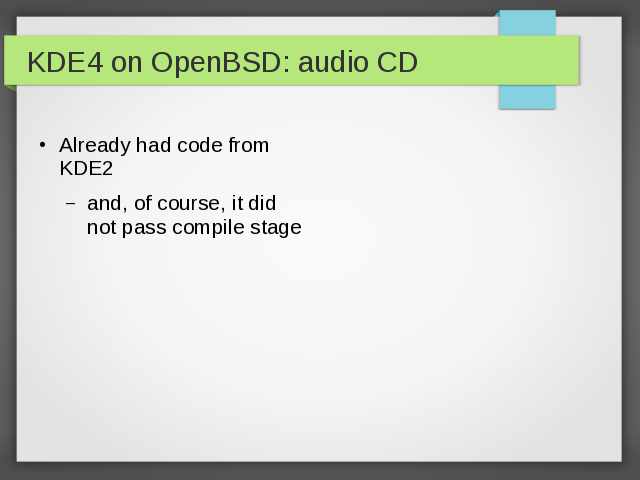 KDE4 on OpenBSD: audio CD
• Already had code from
KDE2
– and, of course, it did
not pass compile stage